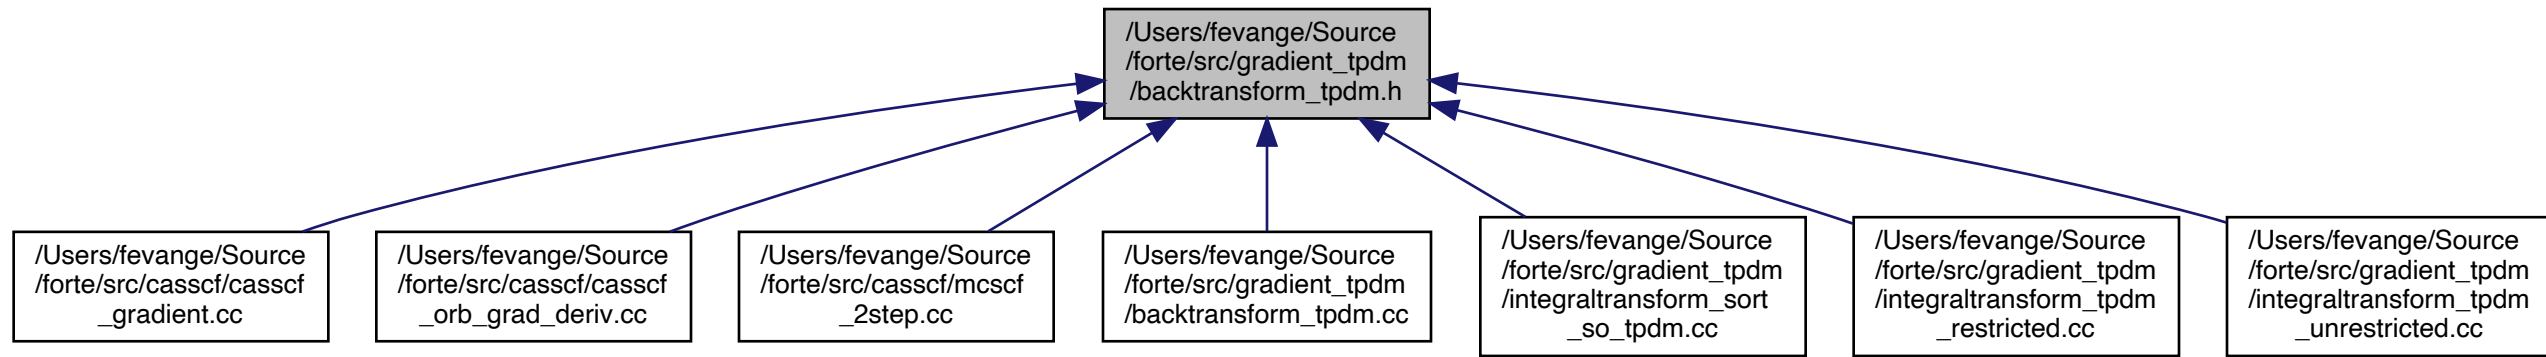 /Users/fevange/Source
/forte/src/gradient_tpdm
/backtransform_tpdm.h
/Users/fevange/Source
/forte/src/casscf/casscf
_gradient.cc
/Users/fevange/Source
/forte/src/casscf/casscf
_orb_grad_deriv.cc
/Users/fevange/Source
/forte/src/casscf/mcscf
_2step.cc
/Users/fevange/Source
/forte/src/gradient_tpdm
/backtransform_tpdm.cc
/Users/fevange/Source
/forte/src/gradient_tpdm
/integraltransform_sort
_so_tpdm.cc
/Users/fevange/Source
/forte/src/gradient_tpdm
/integraltransform_tpdm
_restricted.cc
/Users/fevange/Source
/forte/src/gradient_tpdm
/integraltransform_tpdm
_unrestricted.cc